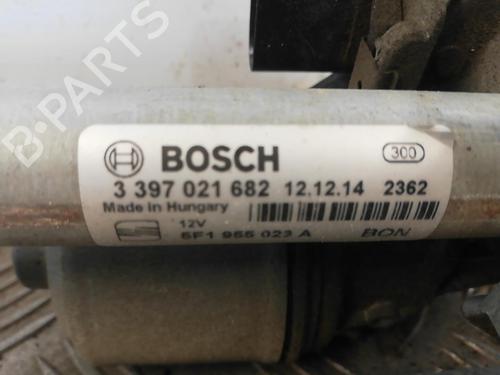 B-PARTS
BOSCH
300
3 397 021 682 12.12.14 2362
Made in Hungary
12V
5F1 955 023 A BON